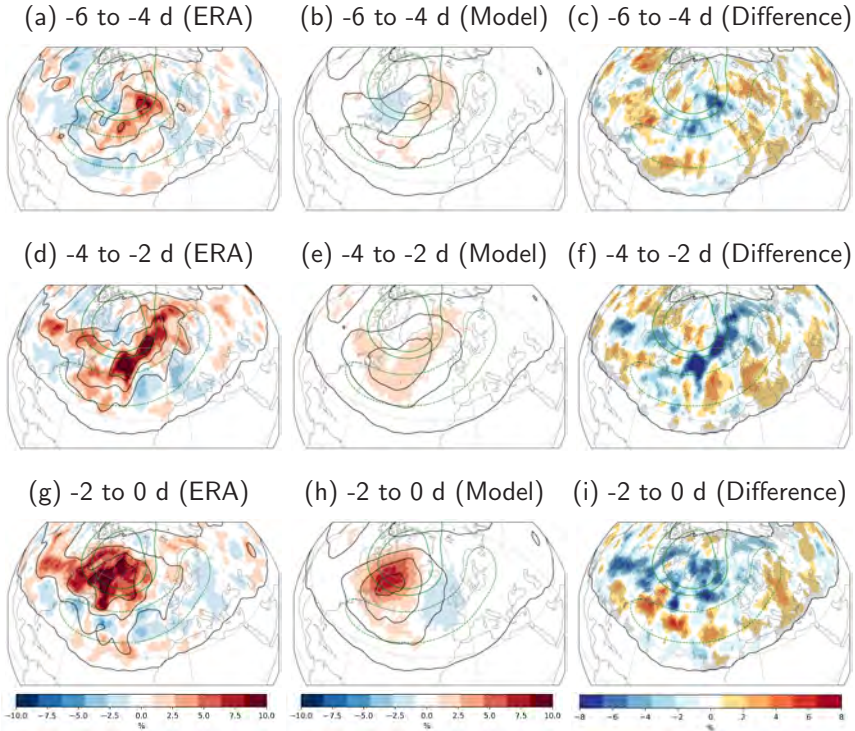 (a) -6 to -4 d (ERA)
(b) -6 to -4 d (Model)
(c) -6 to -4 d (Difference)
(d) -4 to -2 d (ERA)
(e) -4 to -2 d (Model)
(f) -4 to -2 d (Difference)
(g) -2 to 0 d (ERA)
(h) -2 to 0 d (Model)
(i) -2 to 0 d (Difference)
−10.0 −7.5 −5.0 −2.5 0.0 2.5 5.0 7.5 10.0
%
−10.0 −7.5 −5.0 −2.5 0.0 2.5 5.0 7.5 10.0
%
−8 −6 −4 −2 0 2 4 6 8
%